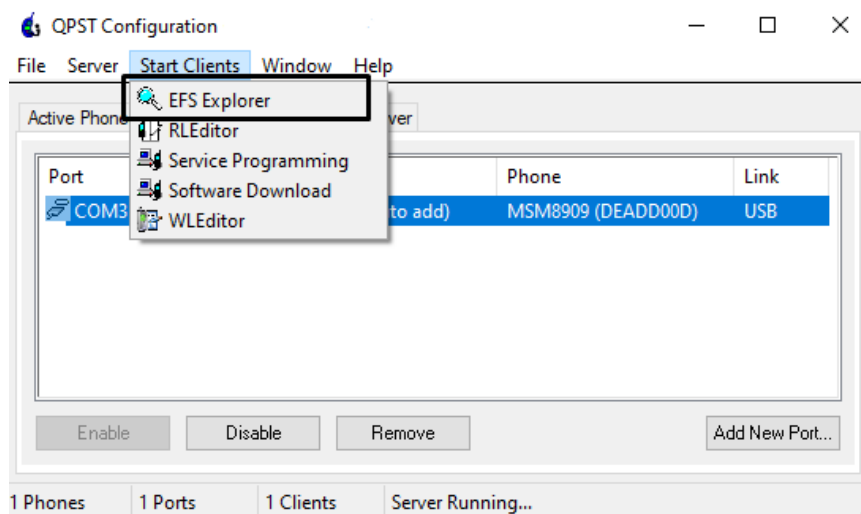 QPST Configuration
File Server Start Clients Window Help
EFS Explorer
RLEditor
Service Programming
Software Download
WLEditor
Active Phone ver
Port Phone Link
COM3 to add) MSM8909 (DEADD00D) USB
Enable Disable Remove Add New Port...
1 Phones 1 Ports 1 Clients Server Running...